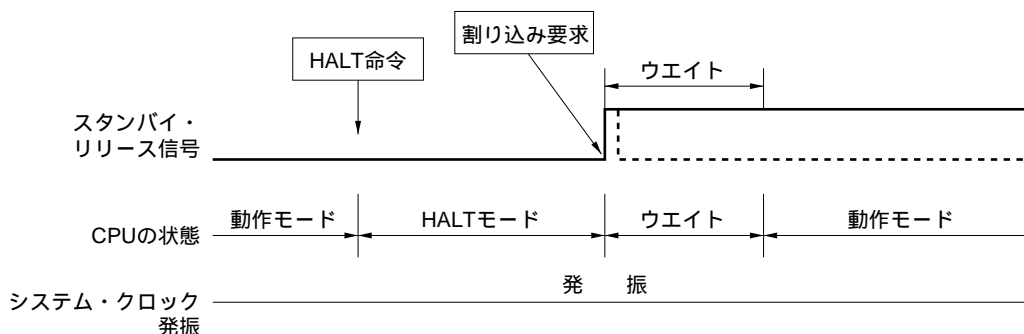 割り込み要求
HALT命令
ウエイト
スタンバイ・
リリース信号
動作モード
HALTモード
ウエイト
動作モード
CPUの状態
発　振
システム・クロック
発振